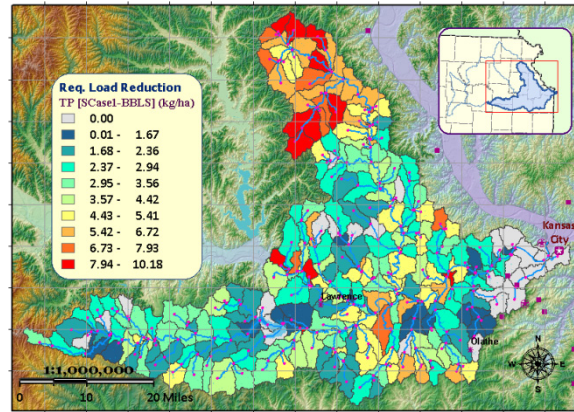 Req. Load Reduction
TP [SCase1-BBLS] (kg/ha)
0.00
0.01 - 1.67
1.68 - 2.36
2.37 - 2.94
2.95 - 3.56
3.57 - 4.42
4.43 - 5.41
5.42 - 6.72
6.73 - 7.93
7.94 - 10.18
Kansas
City
Lawrence
Olathe
N
W
E
S
1:1,000,000
0 10 20 Miles